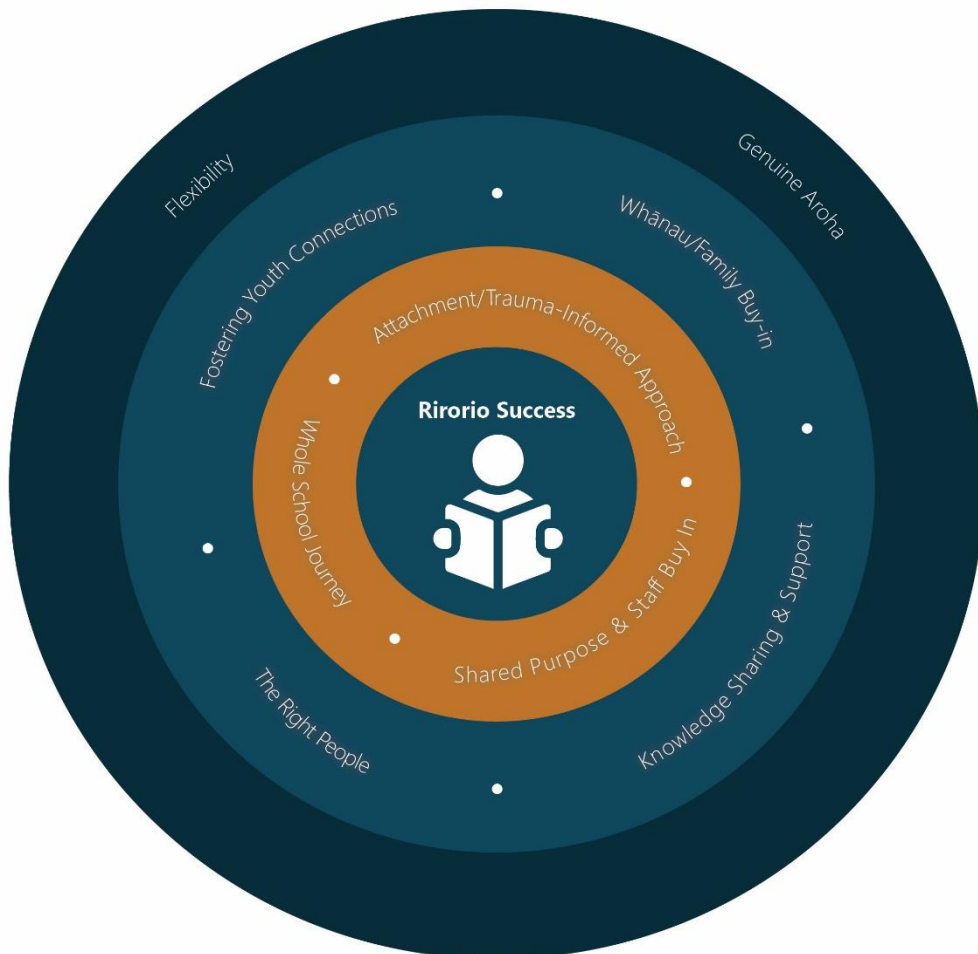 Flexibility
Genuine Aroha
Fostering Youth Connections
Whānau/Family Buy-in
Attachment/Trauma-Informed Approach
Rirorio Success
Whole School Journey
Shared Purpose & Staff Buy In
The Right People
Knowledge Sharing & Support